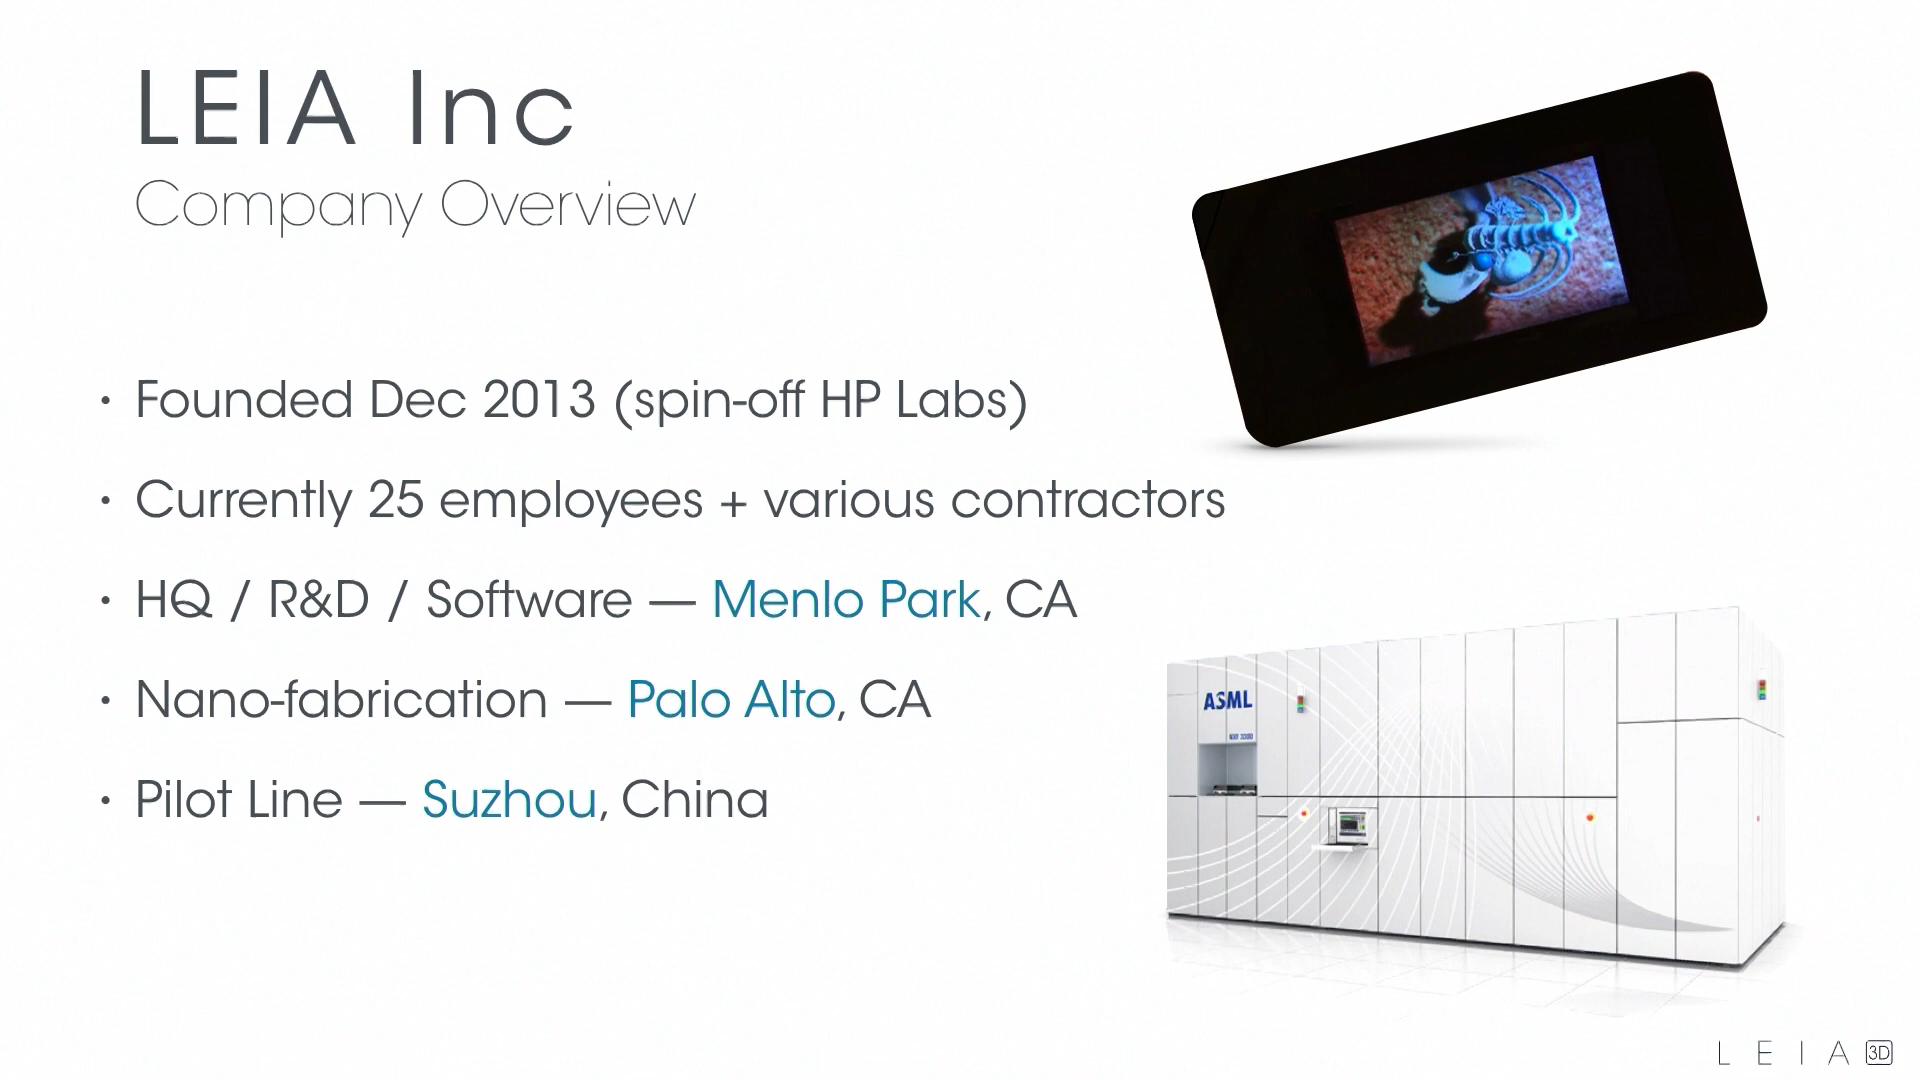 LEIA Inc
Company Overview
· Founded Dec 2013 (spin-off HP Labs)
· Currently 25 employees + various contractors
· HQ / R&D / Software — Menlo Park, CA
· Nano-fabrication — Palo Alto, CA
· Pilot Line — Suzhou, China
ASML
LEIA 3D